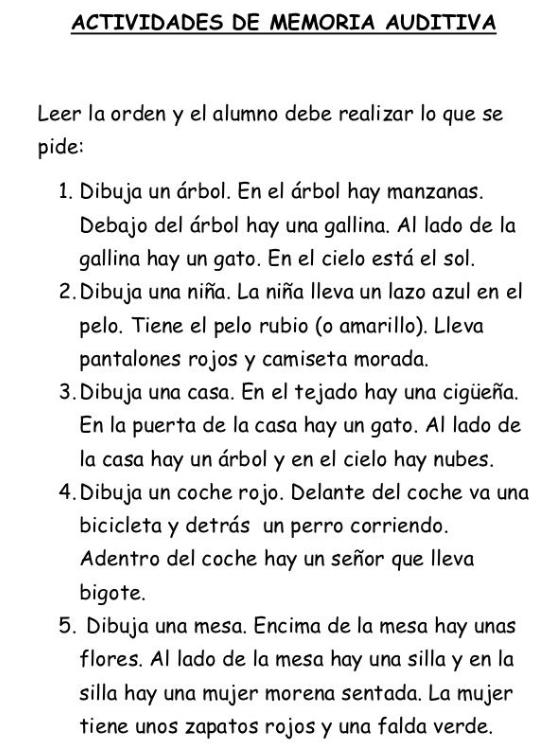 ACTIVIDADES DE MEMORIA AUDITIVA
Leer la orden y el alumno debe realizar lo que se
pide:
1. Dibuja un árbol. En el árbol hay manzanas.
Debajo del árbol hay una gallina. Al lado de la
gallina hay un gato. En el cielo está el sol.
2. Dibuja una niña. La niña lleva un lazo azul en el
pelo. Tiene el pelo rubio (o amarillo). Lleva
pantalones rojos y camiseta morada.
3. Dibuja una casa. En el tejado hay una cigüeña.
En la puerta de la casa hay un gato. Al lado de
la casa hay un árbol y en el cielo hay nubes.
4. Dibuja un coche rojo. Delante del coche va una
bicicleta y detrás un perro corriendo.
Adentro del coche hay un señor que lleva
bigote.
5. Dibuja una mesa. Encima de la mesa hay unas
flores. Al lado de la mesa hay una silla y en la
silla hay una mujer morena sentada. La mujer
tiene unos zapatos rojos y una falda verde.